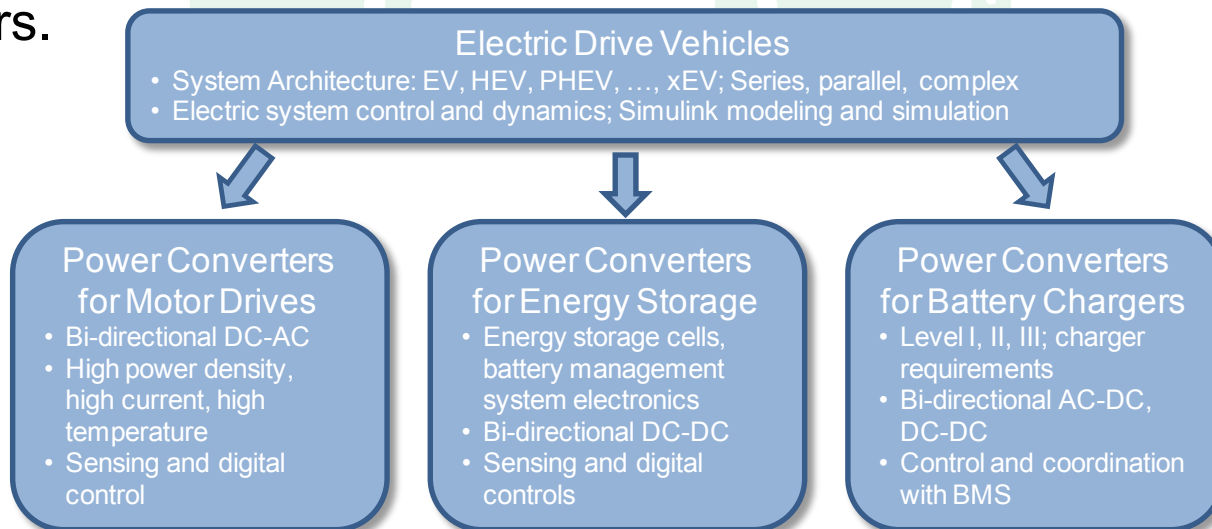 rs.
Electric Drive Vehicles
• System Architecture: EV, HEV, PHEV, …, xEV; Series, parallel, complex
• Electric system control and dynamics; Simulink modeling and simulation
Power Converters
for Motor Drives
• Bi-directional DC-AC
• High power density,
high current, high
temperature
• Sensing and digital
control
Power Converters
for Energy Storage
• Energy storage cells,
battery management
system electronics
• Bi-directional DC-DC
• Sensing and digital
controls
Power Converters
for Battery Chargers
• Level I, II, III; charger
requirements
• Bi-directional AC-DC,
DC-DC
• Control and coordination
with BMS